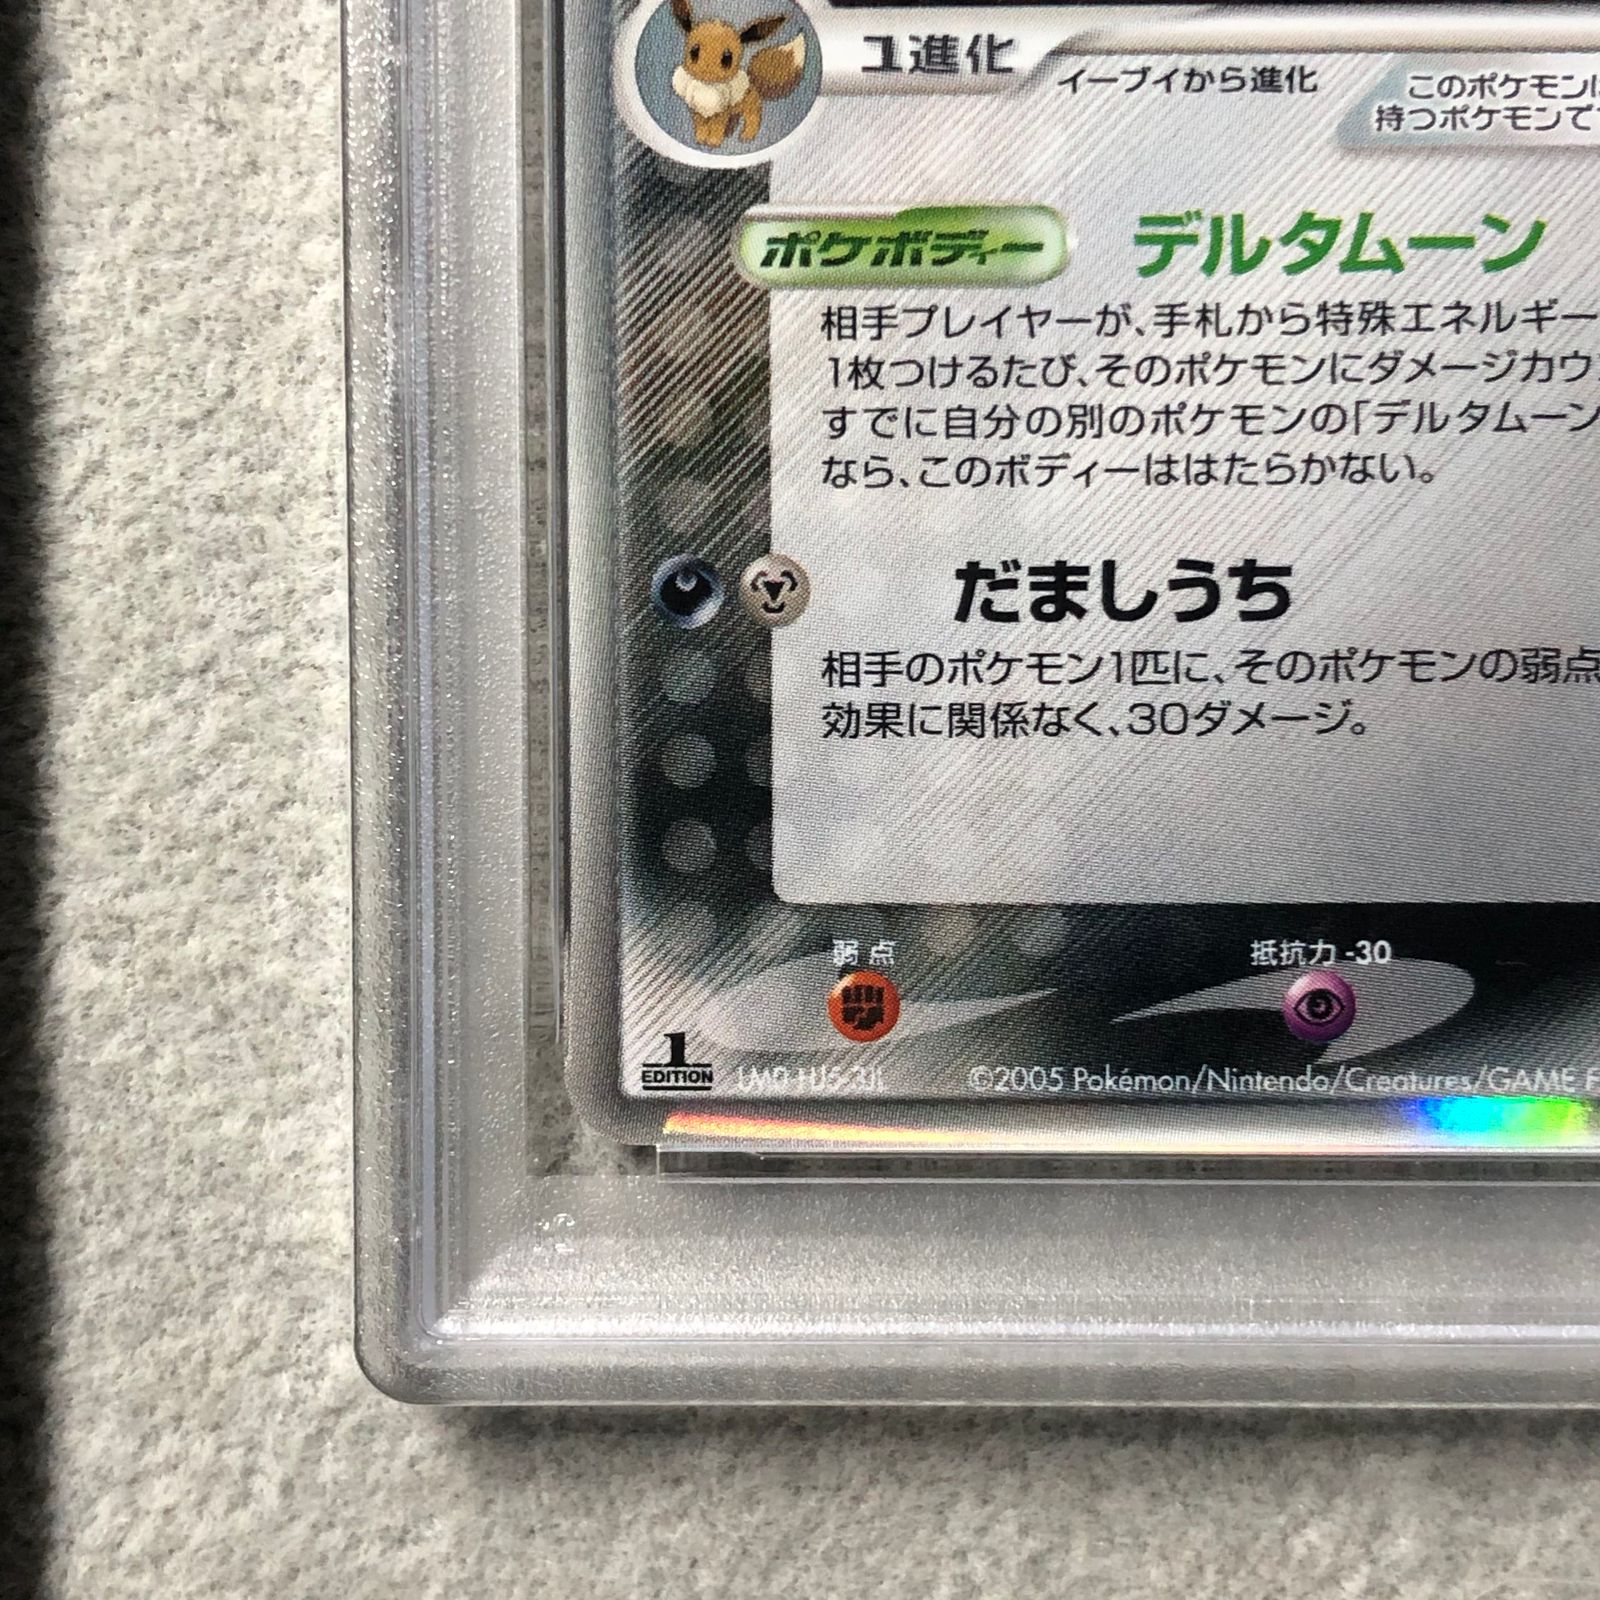 1進化
イーブイから進化
このポケモンは
持つポケモンで
ポケボディー デルタムーン
相手プレイヤーが、手札から特殊エネルギー
1枚つけるたび、そのポケモンにダメージカウ
すでに自分の別のポケモンの「デルタムーン
なら、このボディーははたらかない。
だましうち
相手のポケモン1匹に、そのポケモンの弱点
効果に関係なく、30ダメージ。
弱点
抵抗力 -30
1
EDITION
©2005 Pokémon/Nintendo/Creatures/GAME F